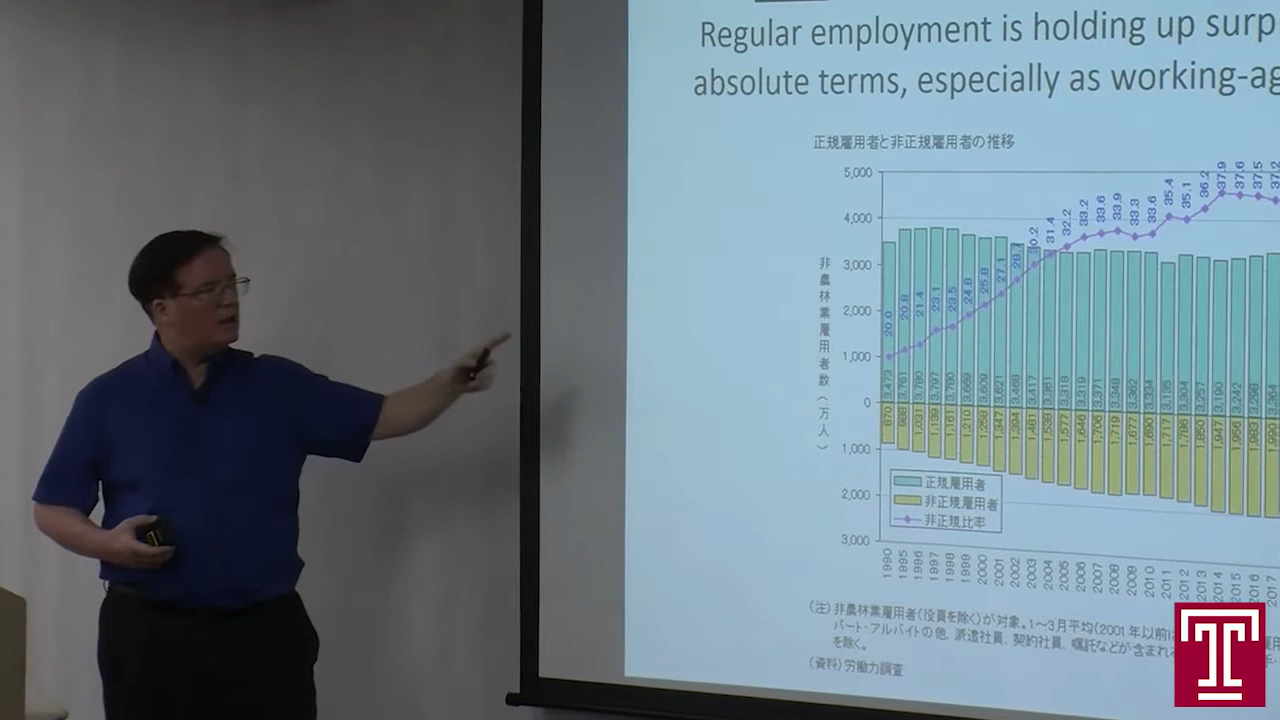 Regular employment is holding up surp
absolute terms, especially as working-ag
正規雇用者と非正規雇用者の推移
5,000
4,000
3,000
2,000
1,000
0
1,000
2,000
3,000
非農林業雇用者数(万人)
20.0 20.8 21.4 23.1 23.5 24.8 25.8 27.1 28.7 30.2 31.4 32.2 33.2 33.6 33.9 33.3 33.6 35.4 35.1 36.2 37.9 37.6 37.5 37.2
3,473 3,761 3,780 3,797 3,780 3,669 3,609 3,621 3,468 3,417 3,361 3,318 3,319 3,371 3,349 3,362 3,334 3,135 3,304 3,257 3,190 3,242 3,298 3,364
870 988 1,031 1,139 1,161 1,210 1,258 1,347 1,394 1,481 1,538 1,577 1,646 1,706 1,719 1,677 1,690 1,717 1,786 1,850 1,947 1,956 1,983 1,990
正規雇用者
非正規雇用者
非正規比率
1990 1995 1996 1997 1998 1999 2000 2001 2002 2003 2004 2005 2006 2007 2008 2009 2010 2011 2012 2013 2014 2015 2016 2017
(注)非農林業雇用者(役員を除く)が対象。1～3月平均(2001年以前は
パート・アルバイトの他、派遣社員、契約社員、嘱託などが含まれる
を除く。
(資料)労働力調査